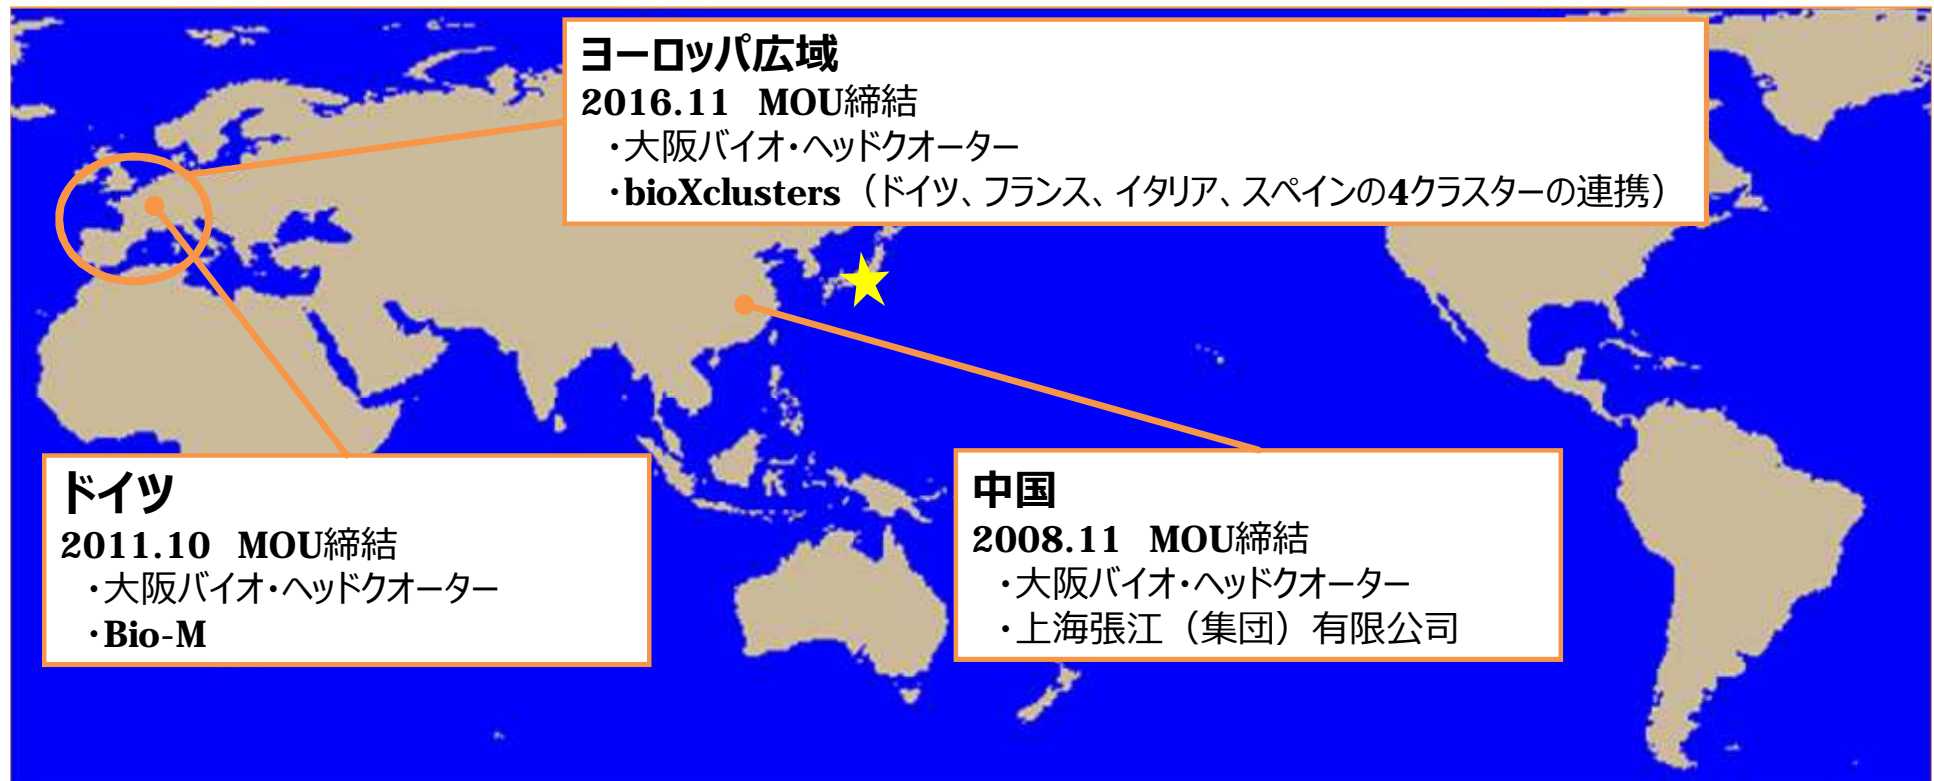 ヨーロッパ広域
2016.11　MOU締結
・大阪バイオ・ヘッドクオーター
・bioXclusters（ドイツ、フランス、イタリア、スペインの4クラスターの連携）
ドイツ
2011.10　MOU締結
・大阪バイオ・ヘッドクオーター
・Bio-M
中国
2008.11　MOU締結
・大阪バイオ・ヘッドクオーター
・上海張江（集団）有限公司